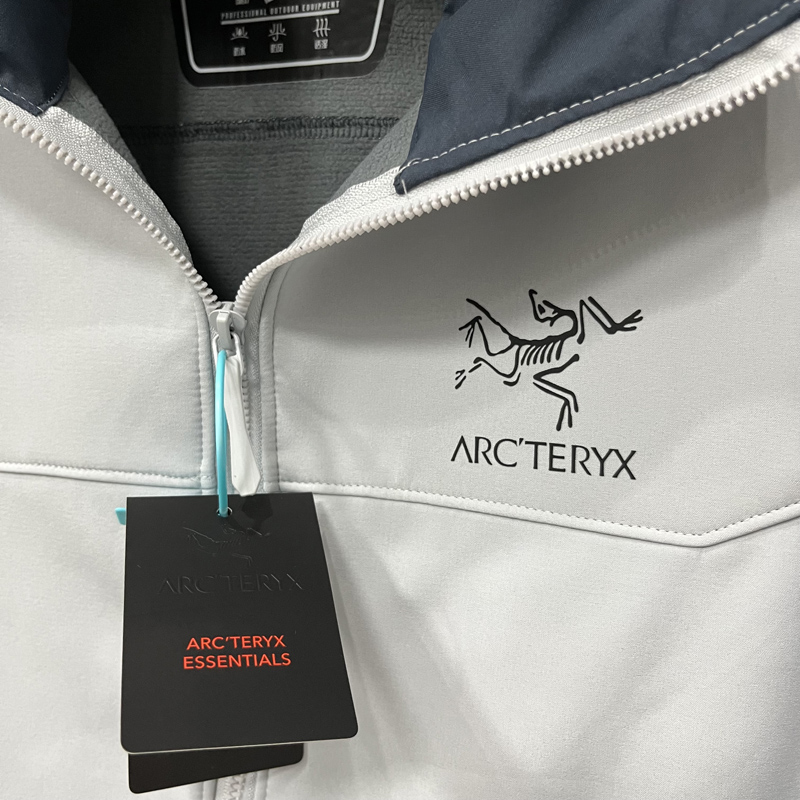 PROFESSIONAL OUTDOOR EQUIPMENT
ARC'TERYX
ARC'TERYX
ARC'TERYX
ESSENTIALS